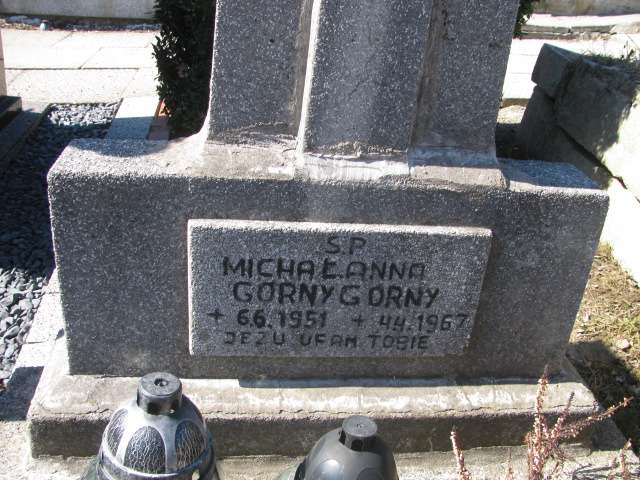 S.P
MICHAŁ ANNA
GÓRNY GÓRNY
+ 6.6.1951 + 4.4.1967
JEZU UFAM TOBIE